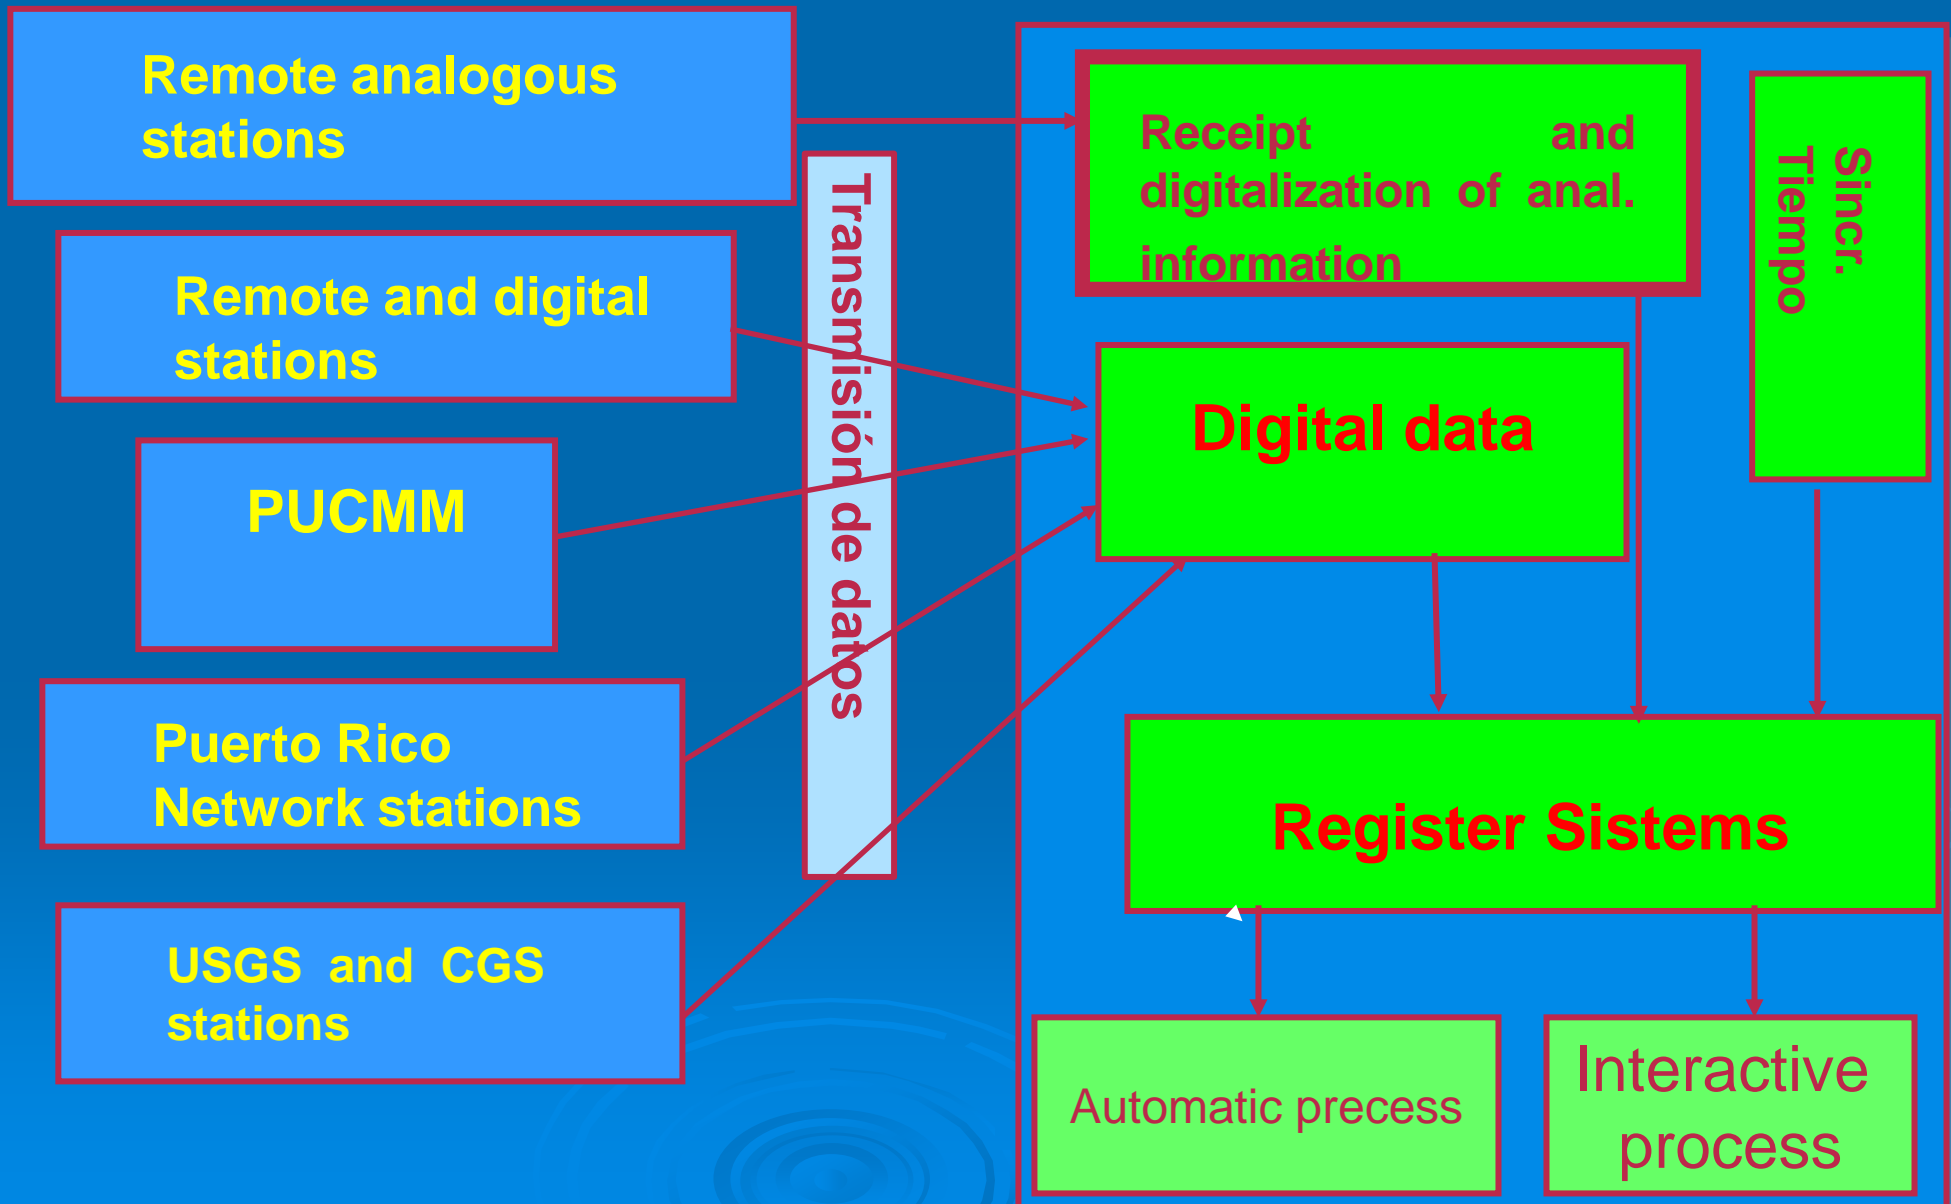 Remote analogous
stations
Remote and digital
stations
PUCMM
Puerto Rico
Network stations
USGS and CGS
stations
Transmisión de datos
Receipt and
digitalization of anal.
information
Sincr.
Tiempo
Digital data
Register Sistems
Automatic precess
Interactive
process